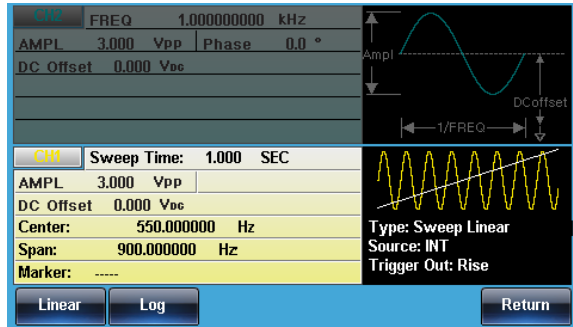 CH2 FREQ 1.000000000 kHz
AMPL 3.000 Vpp Phase 0.0 °
DC Offset 0.000 VDC
Ampl
DCoffset
1/FREQ
CH1 Sweep Time: 1.000 SEC
AMPL 3.000 Vpp
DC Offset 0.000 VDC
Center: 550.000000 Hz
Span: 900.000000 Hz
Marker: -----
Type: Sweep Linear
Source: INT
Trigger Out: Rise
Linear Log Return